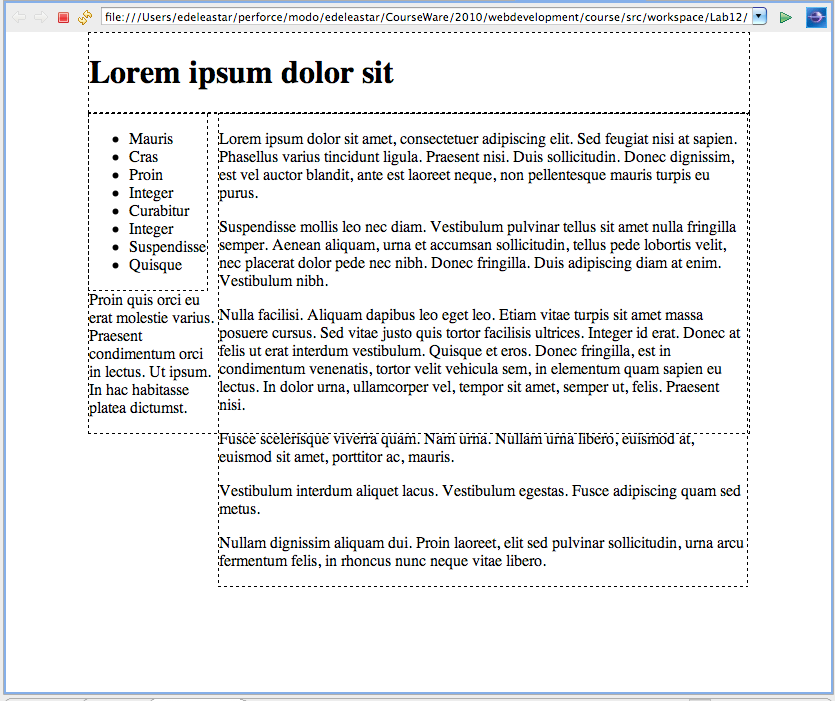 file:///Users/edeleastar/perforce/modo/edeleastar/CourseWare/2010/webdevelopment/course/src/workspace/Lab12/
Lorem ipsum dolor sit
Mauris
Cras
Proin
Integer
Curabitur
Integer
Suspendisse
Quisque
Proin quis orci eu
erat molestie varius.
Praesent
condimentum orci
in lectus. Ut ipsum.
In hac habitasse
platea dictumst.
Lorem ipsum dolor sit amet, consectetuer adipiscing elit. Sed feugiat nisi at sapien.
Phasellus varius tincidunt ligula. Praesent nisi. Duis sollicitudin. Donec dignissim,
est vel auctor blandit, ante est laoreet neque, non pellentesque mauris turpis eu
purus.
Suspendisse mollis leo nec diam. Vestibulum pulvinar tellus sit amet nulla fringilla
semper. Aenean aliquam, urna et accumsan sollicitudin, tellus pede lobortis velit,
nec placerat dolor pede nec nibh. Donec fringilla. Duis adipiscing diam at enim.
Vestibulum nibh.
Nulla facilisi. Aliquam dapibus leo eget leo. Etiam vitae turpis sit amet massa
posuere cursus. Sed vitae justo quis tortor facilisis ultrices. Integer id erat. Donec at
felis ut erat interdum vestibulum. Quisque et eros. Donec fringilla, est in
condimentum venenatis, tortor velit vehicula sem, in elementum quam sapien eu
lectus. In dolor urna, ullamcorper vel, tempor sit amet, semper ut, felis. Praesent
nisi.
Fusce scelerisque viverra quam. Nam urna. Nullam urna libero, euismod at,
euismod sit amet, porttitor ac, mauris.
Vestibulum interdum aliquet lacus. Vestibulum egestas. Fusce adipiscing quam sed
metus.
Nullam dignissim aliquam dui. Proin laoreet, elit sed pulvinar sollicitudin, urna arcu
fermentum felis, in rhoncus nunc neque vitae libero.